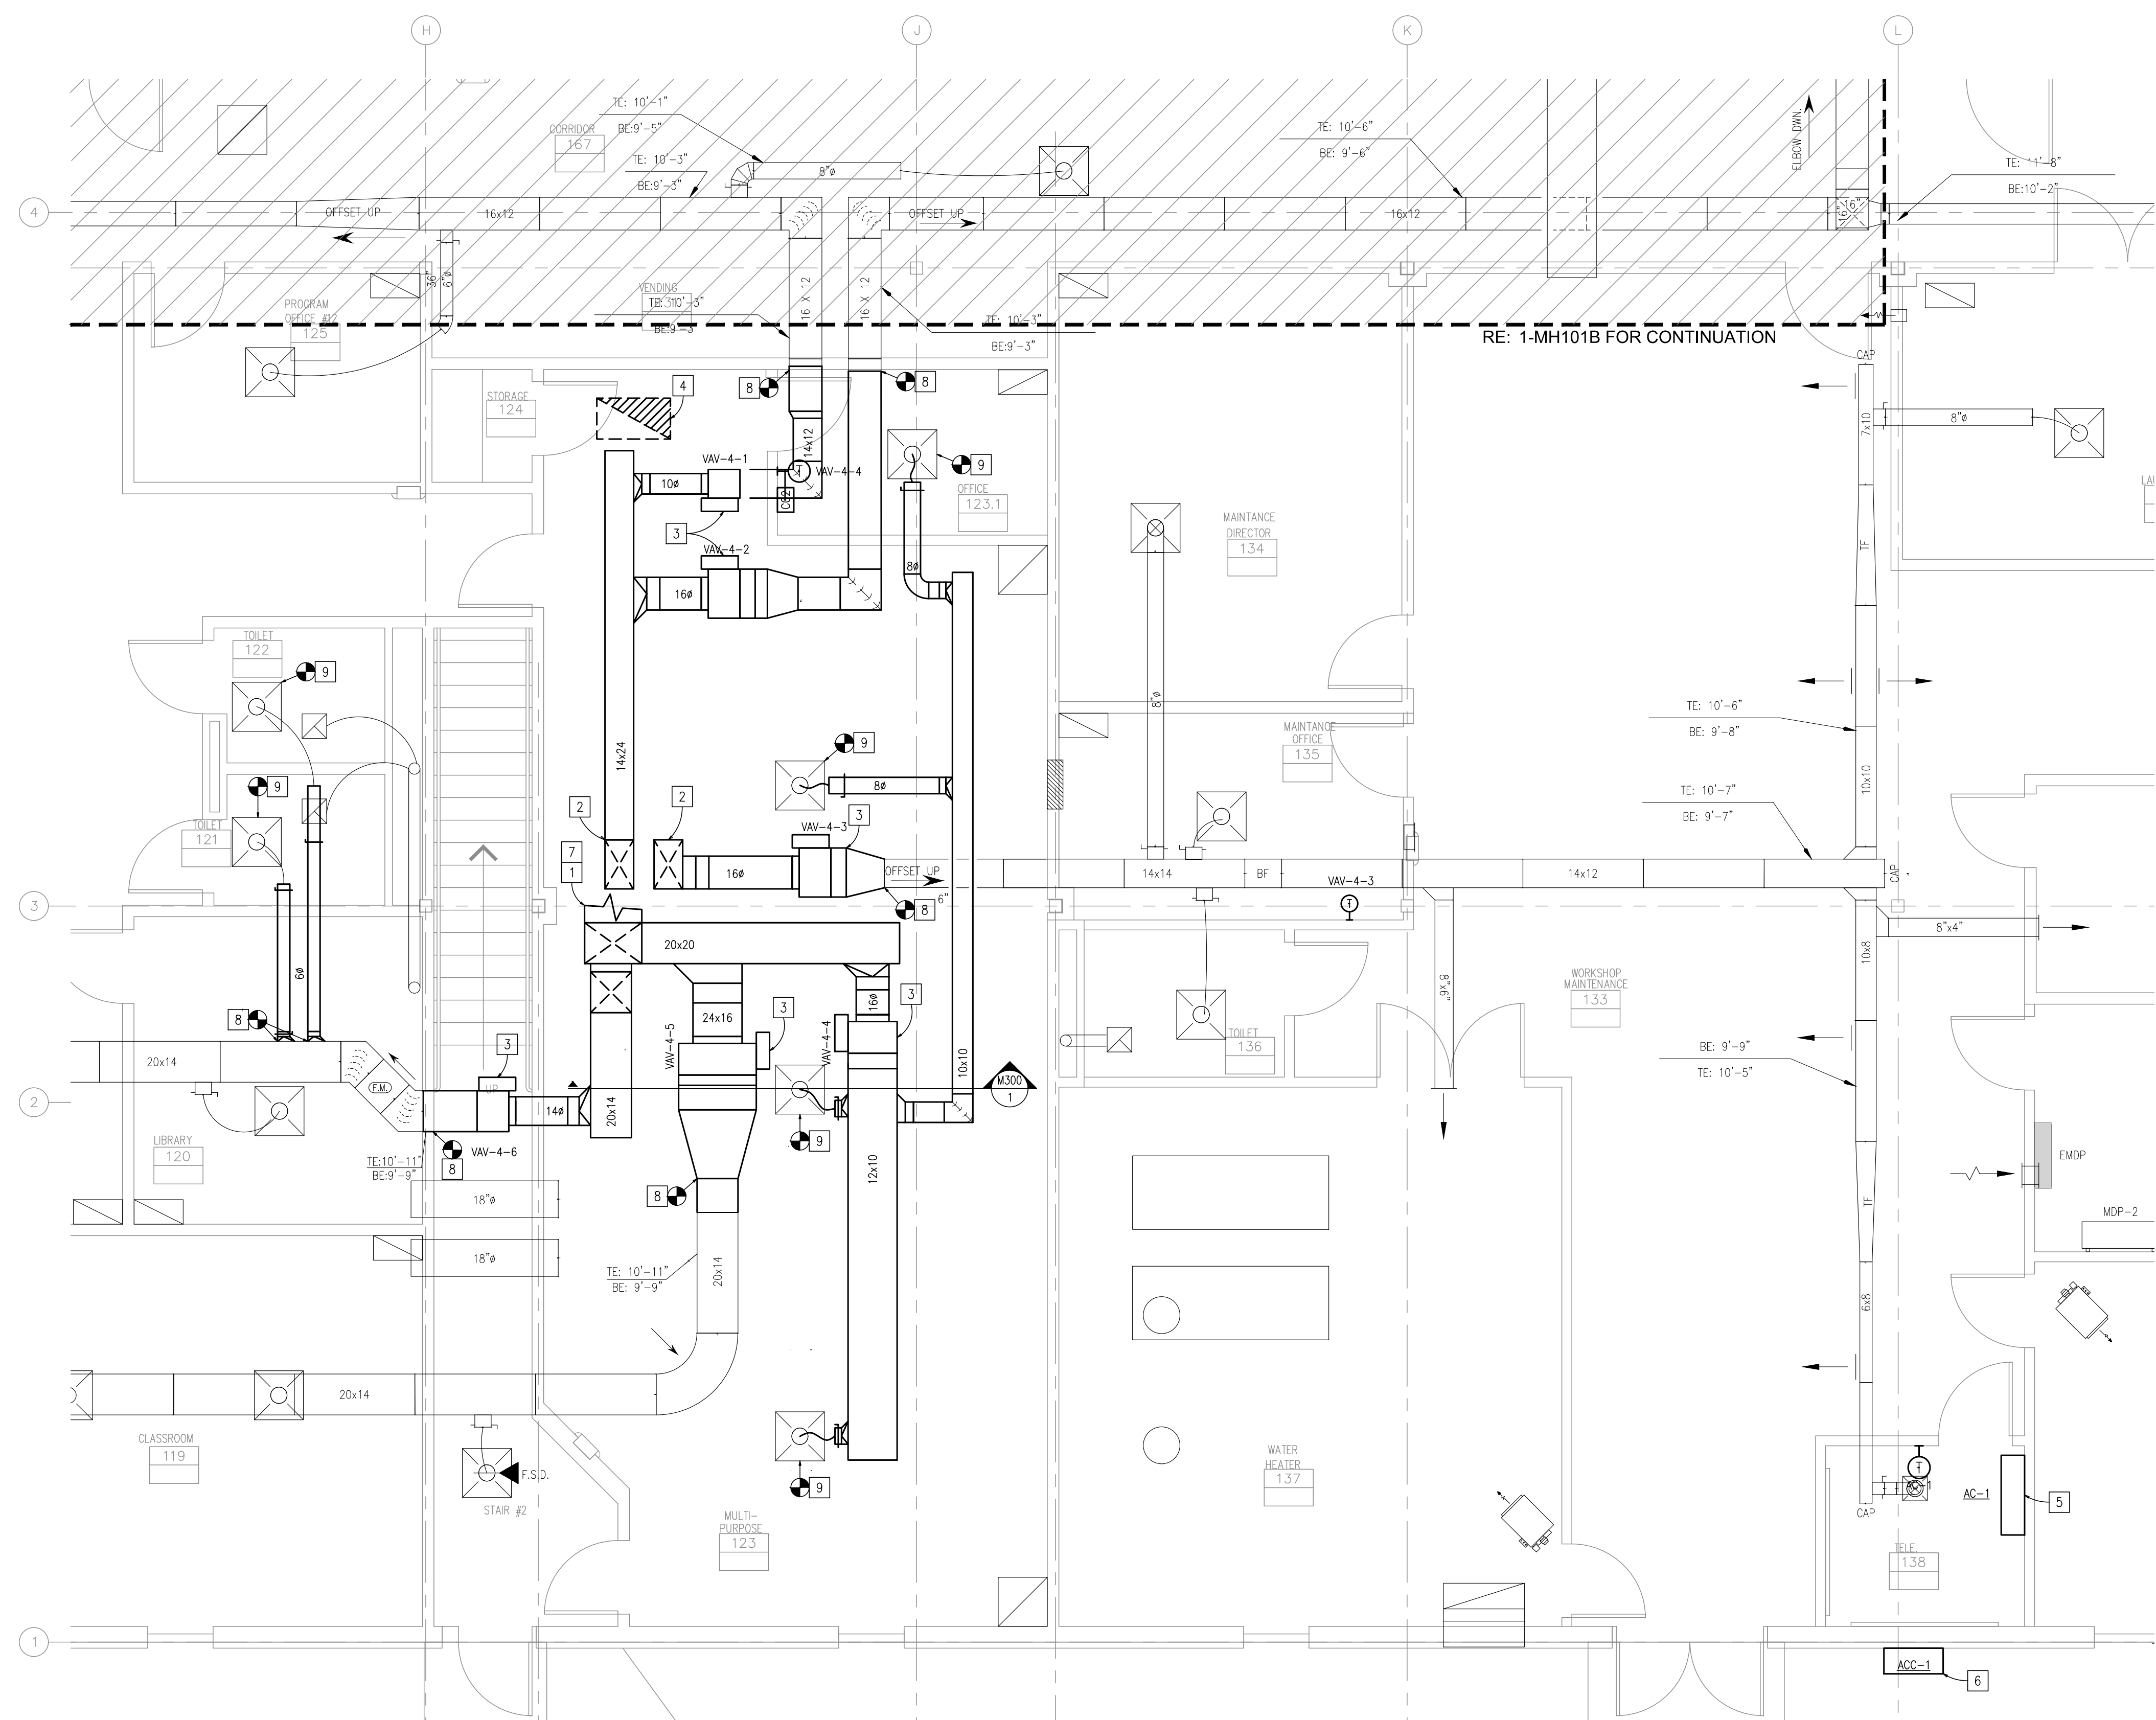 H
J
K
L
TE: 10'-1"
BE:9'-5"
CORRIDOR
167
TE: 10'-3"
BE:9'-3"
8"ø
TE: 10'-6"
BE: 9'-6"
ELBOW DWN.
TE: 11'-8"
BE:10'-2"
4
OFFSET UP
16x12
OFFSET UP
16x12
16"
16"
36"
6"ø
PROGRAM
OFFICE #12
125
VENDING
TE: 10'-3"
BE:9'-3"
16 X 12
16 X 12
TE: 10'-3"
BE:9'-3"
RE: 1-MH101B FOR CONTINUATION
CAP
STORAGE
124
4
8
8
7x10
8"ø
14x12
VAV-4-1
VAV-4-4
10ø
CO2
T
9
OFFICE
123.1
3
VAV-4-2
MAINTANCE
DIRECTOR
134
TF
16ø
8ø
TOILET
122
9
8"ø
14x24
9
8ø
MAINTANCE
OFFICE
135
TE: 10'-6"
BE: 9'-8"
10x10
9
TOILET
121
2
2
VAV-4-3
3
TE: 10'-7"
BE: 9'-7"
7
1
16ø
OFFSET UP
6"
8
14x14
BF
VAV-4-3
T
14x12
CAP
3
20x20
10x8
8"x4"
6ø
8
24x16
VAV-4-5
3
16ø
3
VAV-4-4
8"x6"
WORKSHOP
MAINTENANCE
133
TOILET
136
BE: 9'-9"
TE: 10'-5"
20x14
F.M.
3
UP
14ø
20x14
10x10
M300
1
2
9
LIBRARY
120
TE:10'-11"
BE:9'-9"
8
VAV-4-6
12x10
EMDP
18"ø
8
TF
MDP-2
18"ø
TE: 10'-11"
BE: 9'-9"
20x14
6x8
20x14
CLASSROOM
119
F.S.D.
STAIR #2
9
WATER
HEATER
137
T
AC-1
CAP
AC-1
5
MULTI-
PURPOSE
123
TELE.
138
1
ACC-1
6